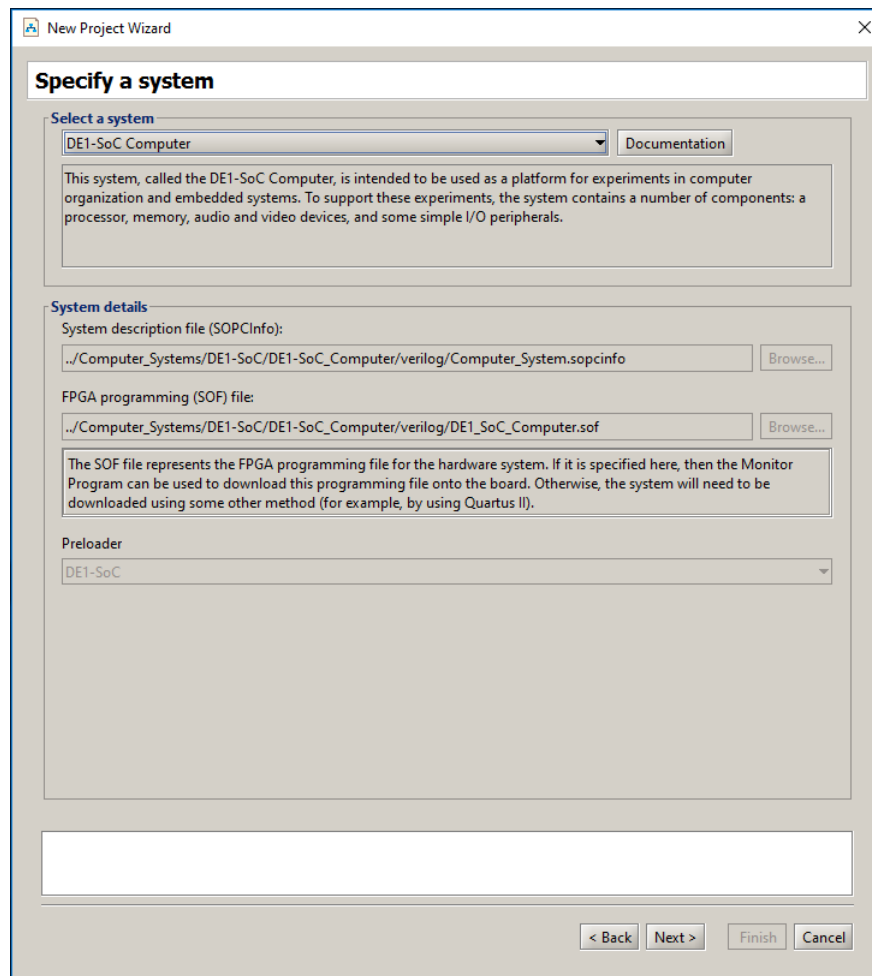 New Project Wizard
Specify a system
Select a system
DE1-SoC Computer
Documentation
This system, called the DE1-SoC Computer, is intended to be used as a platform for experiments in computer
organization and embedded systems. To support these experiments, the system contains a number of components: a
processor, memory, audio and video devices, and some simple I/O peripherals.
System details
System description file (SOPCInfo):
../Computer_Systems/DE1-SoC/DE1-SoC_Computer/verilog/Computer_System.sopcinfo
Browse...
FPGA programming (SOF) file:
../Computer_Systems/DE1-SoC/DE1-SoC_Computer/verilog/DE1_SoC_Computer.sof
Browse...
The SOF file represents the FPGA programming file for the hardware system. If it is specified here, then the Monitor
Program can be used to download this programming file onto the board. Otherwise, the system will need to be
downloaded using some other method (for example, by using Quartus II).
Preloader
DE1-SoC
< Back
Next >
Finish
Cancel